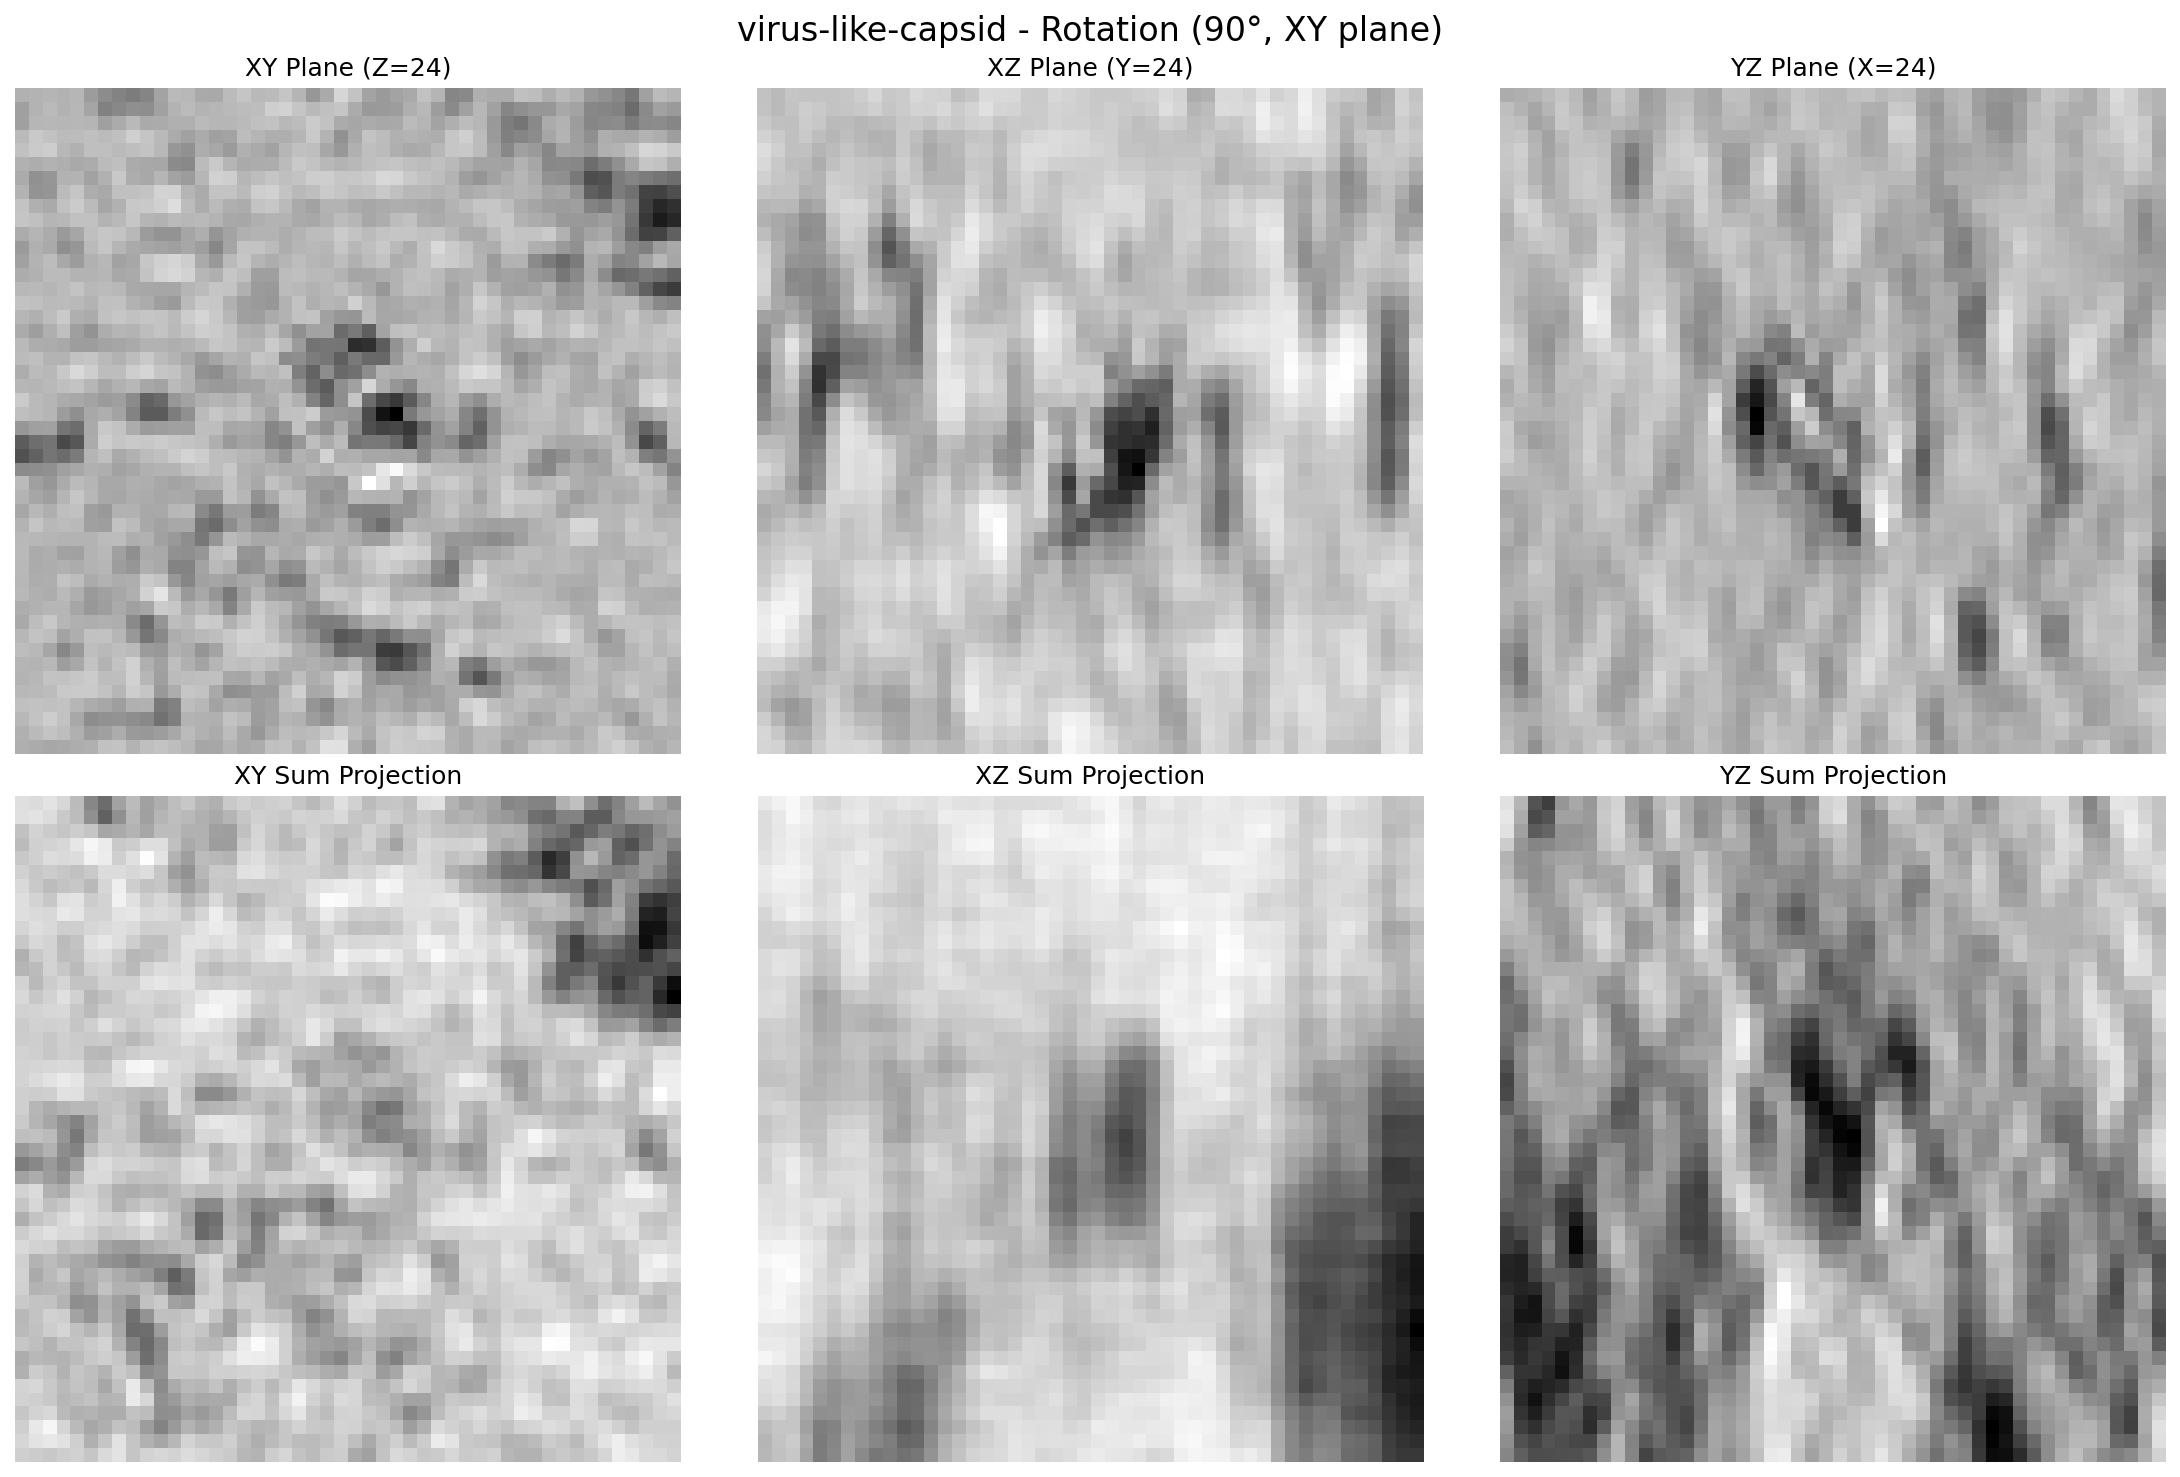 virus-like-capsid - Rotation (90°, XY plane)
XY Plane (Z=24)
XZ Plane (Y=24)
YZ Plane (X=24)
XY Sum Projection
XZ Sum Projection
YZ Sum Projection